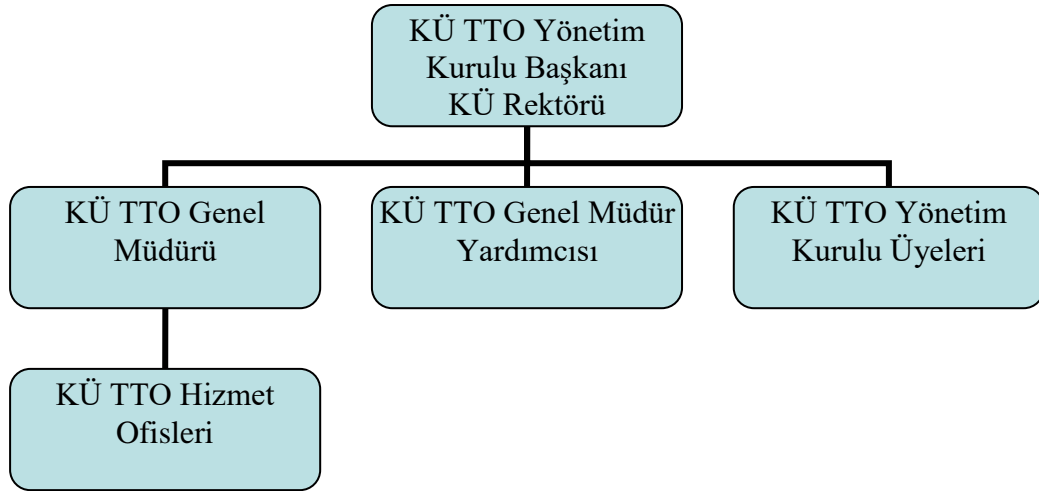 KÜ TTO Yönetim
Kurulu Başkanı
KÜ Rektörü
KÜ TTO Genel
Müdürü
KÜ TTO Genel Müdür
Yardımcısı
KÜ TTO Yönetim
Kurulu Üyeleri
KÜ TTO Hizmet
Ofisleri